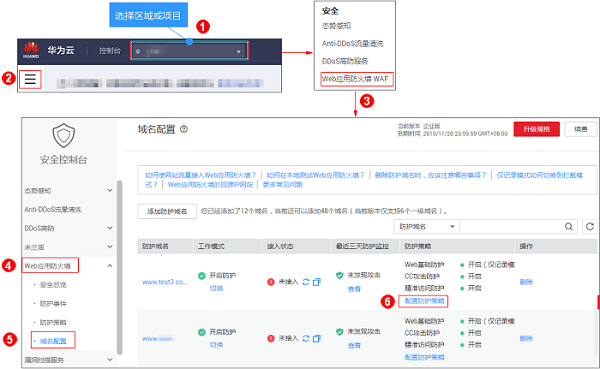 选择区域或项目
1
HUAWEI
华为云
控制台
2
安全
态势感知
Anti-DDoS流量清洗
DDoS高防服务
Web应用防火墙 WAF
3
安全控制台
态势感知
Anti-DDoS流量清洗
DDoS高防
米兰版
4
Web应用防火墙
安全总览
防护事件
防护策略
5
域名配置
漏洞扫描服务
域名配置
当前版本 企业版
到期时间 2019/11/20 23:59:59 GMT+08:00
升级规格
续费
如何使网站流量接入Web应用防火墙？ 如何在本地测试Web应用防火墙？ 删除防护域名时，应该注意哪些事项？ 仅记录模式如何切换到拦截模
式？ Web应用防火墙的回源IP网段 更多常见问题
添加防护域名
您已经添加了12个域名，当前还可以添加48个域名（当前版本仅支持6个一级域名）。
防护域名
防护域名 工作模式 接入状态 最近三天防护监控 防护策略 操作
www.test3.co...
开启防护
切换
未接入
未发现攻击
查看
Web基础防护 开启（仅记录模
CC攻击防护 开启
精准访问防护 开启
6
配置防护策略
删除
www.
开启防护
切换
未接入
未发现攻击
查看
Web基础防护 开启（仅记录模
CC攻击防护 开启
精准访问防护 开启
配置防护策略
删除